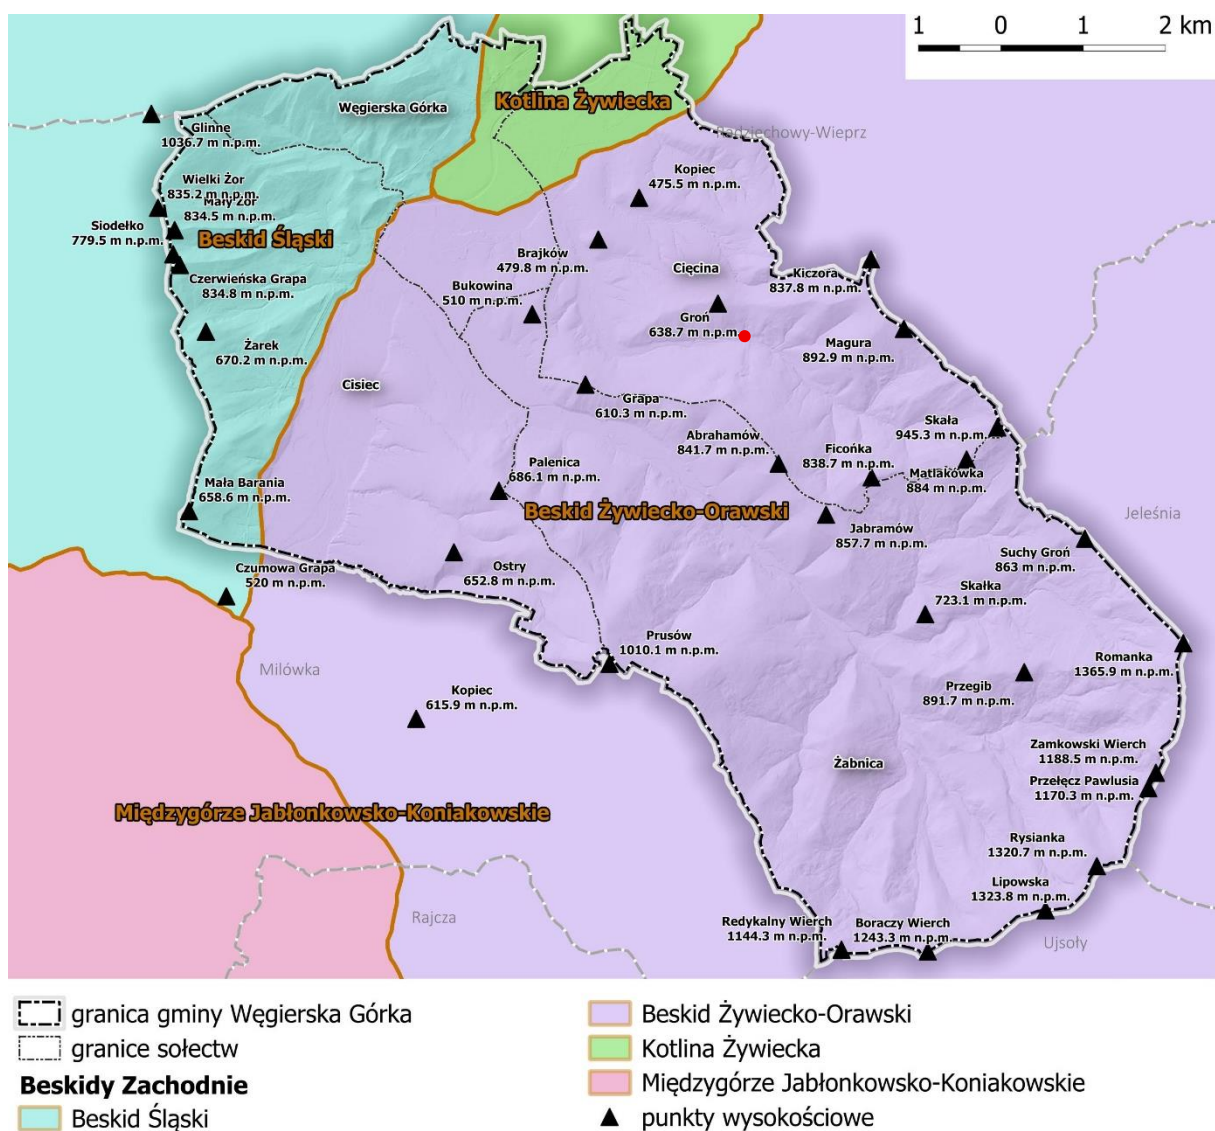 1 0 1 2 km
Węgierska Górka
Kotlina Żywiecka
Radziechowy-Wieprz
Glinne
1036.7 m n.p.m.
Kopiec
475.5 m n.p.m.
Wielki Żor
835.2 m n.p.m.
Mały Żor
834.5 m n.p.m.
Siodełko
779.5 m n.p.m.
Beskid Śląski
Brajków
479.8 m n.p.m.
Cięcina
Kiczora
837.8 m n.p.m.
Czerwieńska Grapa
834.8 m n.p.m.
Bukowina
510 m n.p.m.
Groń
638.7 m n.p.m.
Magura
892.9 m n.p.m.
Żarek
670.2 m n.p.m.
Cisiec
Grapa
610.3 m n.p.m.
Skała
945.3 m n.p.m.
Abrahamów
841.7 m n.p.m.
Ficońka
838.7 m n.p.m.
Matlakówka
884 m n.p.m.
Palenica
686.1 m n.p.m.
Mała Barania
658.6 m n.p.m.
Beskid Żywiecko-Orawski
Jeleśnia
Jabramów
857.7 m n.p.m.
Suchy Groń
863 m n.p.m.
Czumowa Grapa
520 m n.p.m.
Ostry
652.8 m n.p.m.
Skałka
723.1 m n.p.m.
Prusów
1010.1 m n.p.m.
Romanka
1365.9 m n.p.m.
Milówka
Przegib
891.7 m n.p.m.
Kopiec
615.9 m n.p.m.
Zamkowski Wierch
1188.5 m n.p.m.
Żabnica
Przełęcz Pawlusia
1170.3 m n.p.m.
Międzygórze Jabłonkowsko-Koniakowskie
Rysianka
1320.7 m n.p.m.
Lipowska
1323.8 m n.p.m.
Rajcza
Redykalny Wierch
1144.3 m n.p.m.
Boraczy Wierch
1243.3 m n.p.m.
Ujsoły
granica gminy Węgierska Górka
granice sołectw
Beskidy Zachodnie
Beskid Śląski
Beskid Żywiecko-Orawski
Kotlina Żywiecka
Międzygórze Jabłonkowsko-Koniakowskie
punkty wysokościowe